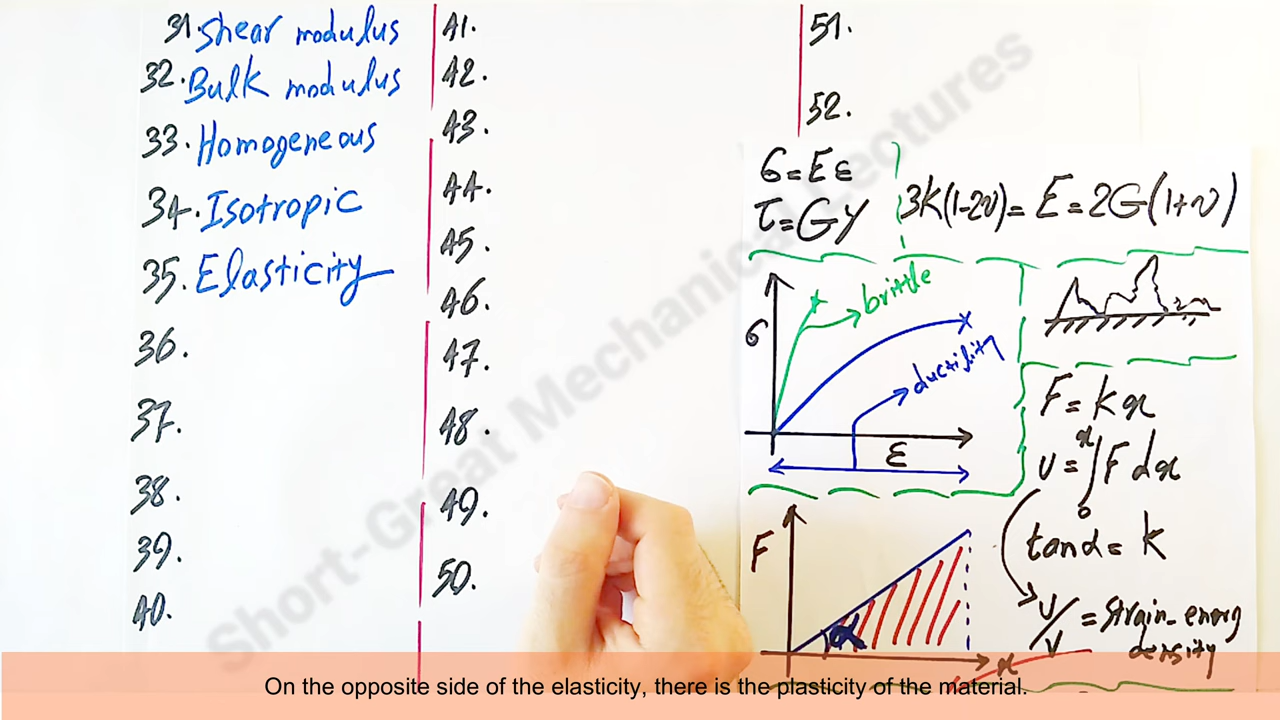 31. Shear modulus
32. Bulk modulus
33. Homogeneous
34. Isotropic
35. Elasticity
36.
37.
38.
39.
40.
41.
42.
43.
44.
45.
46.
47.
48.
49.
50.
51.
52.
σ = Eε
τ = Gγ
3K(1-2ν) = E = 2G(1+ν)
σ
brittle
ductility
ε
F = kx
U = ∫₀ˣ F dx
tanα = k
U/V = strain-energ density
F
α
x
Short-Great Mechanical Lectures
On the opposite side of the elasticity, there is the plasticity of the material.